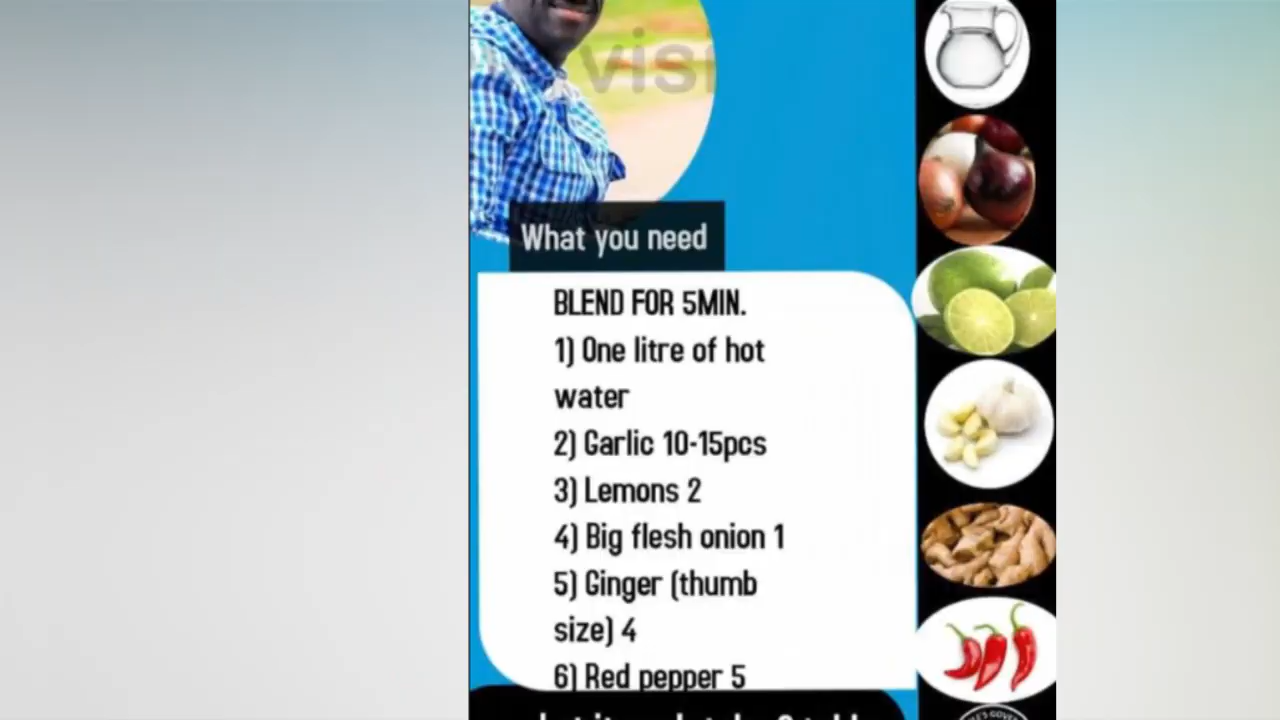 visi
What you need
BLEND FOR 5MIN.
1) One litre of hot
water
2) Garlic 10-15pcs
3) Lemons 2
4) Big flesh onion 1
5) Ginger (thumb
size) 4
6) Red pepper 5